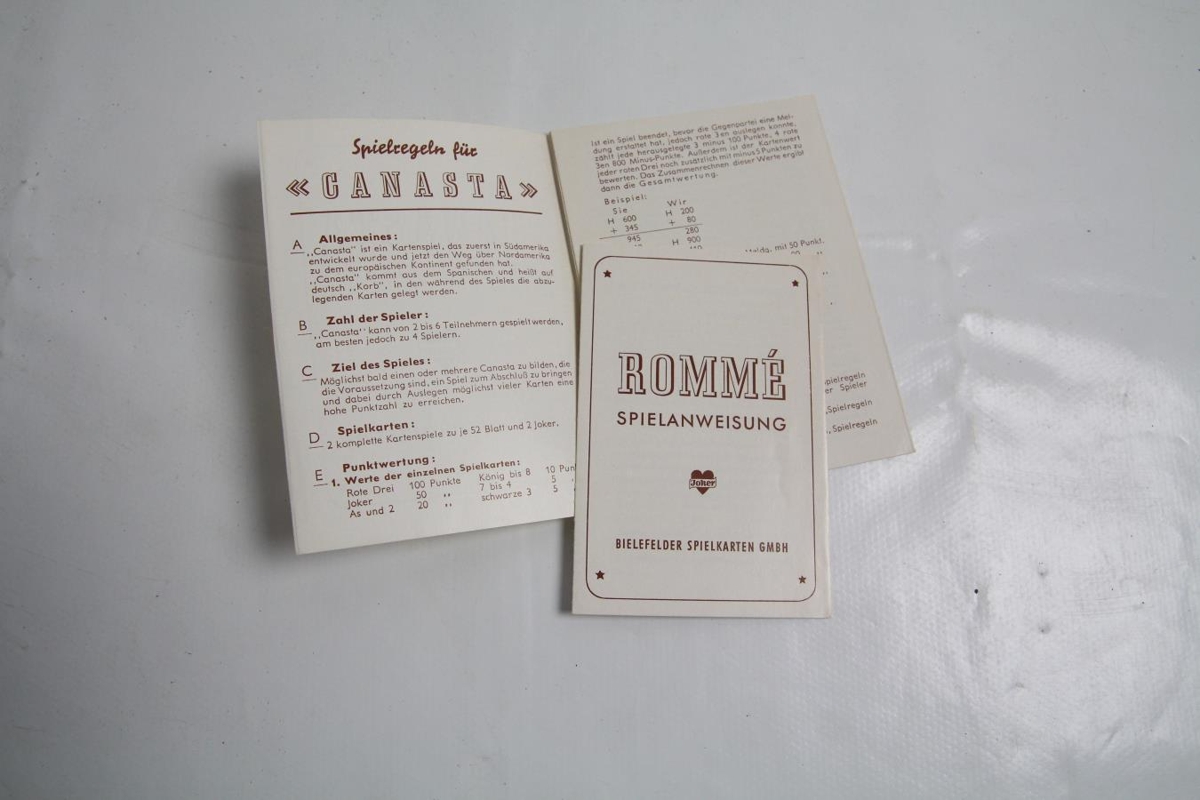 Spielregeln für
« CANASTA »
A Allgemeines:
„Canasta" ist ein Kartenspiel, das zuerst in Südamerika
entwickelt wurde und jetzt den Weg über Nordamerika
zu dem europäischen Kontinent gefunden hat.
„Canasta" kommt aus dem Spanischen und heißt auf
deutsch „Korb", in den während des Spieles die abzu-
legenden Karten gelegt werden.
B Zahl der Spieler:
„Canasta" kann von 2 bis 6 Teilnehmern gespielt werden,
am besten jedoch zu 4 Spielern.
C Ziel des Spieles:
Möglichst bald einen oder mehrere Canasta zu bilden, die
die Voraussetzung sind, ein Spiel zum Abschluß zu bringen
und dabei durch Auslegen möglichst vieler Karten eine
hohe Punktzahl zu erreichen.
D Spielkarten:
2 komplette Kartenspiele zu je 52 Blatt und 2 Joker.
E Punktwertung:
1. Werte der einzelnen Spielkarten:
Rote Drei 100 Punkte König bis 8 10
Joker 50 „ 7 bis 4 5
As und 2 20 „ schwarze 3 5
Ist ein Spiel beendet, bevor die Gegenpartei eine Mel-
dung erstattet hat, jedoch rote 3en auslegen konnte,
zählt jede herausgelegte 3 minus 100 Punkte, 4 rote
3en 800 Minus-Punkte. Außerdem ist der Kartenwert
jeder roten Drei noch zusätzlich mit minus 5 Punkten zu
bewerten. Das Zusammenrechnen dieser Werte ergibt
dann die Gesamtwertung.
Beispiel:
Sie Wir
H 600 H 200
+ 345 + 80
945 280
H 900
mit 50 Punkt.
Spieler
Spielregeln
Spielregeln
ROMMÉ
SPIELANWEISUNG
Joker
BIELEFELDER SPIELKARTEN GMBH